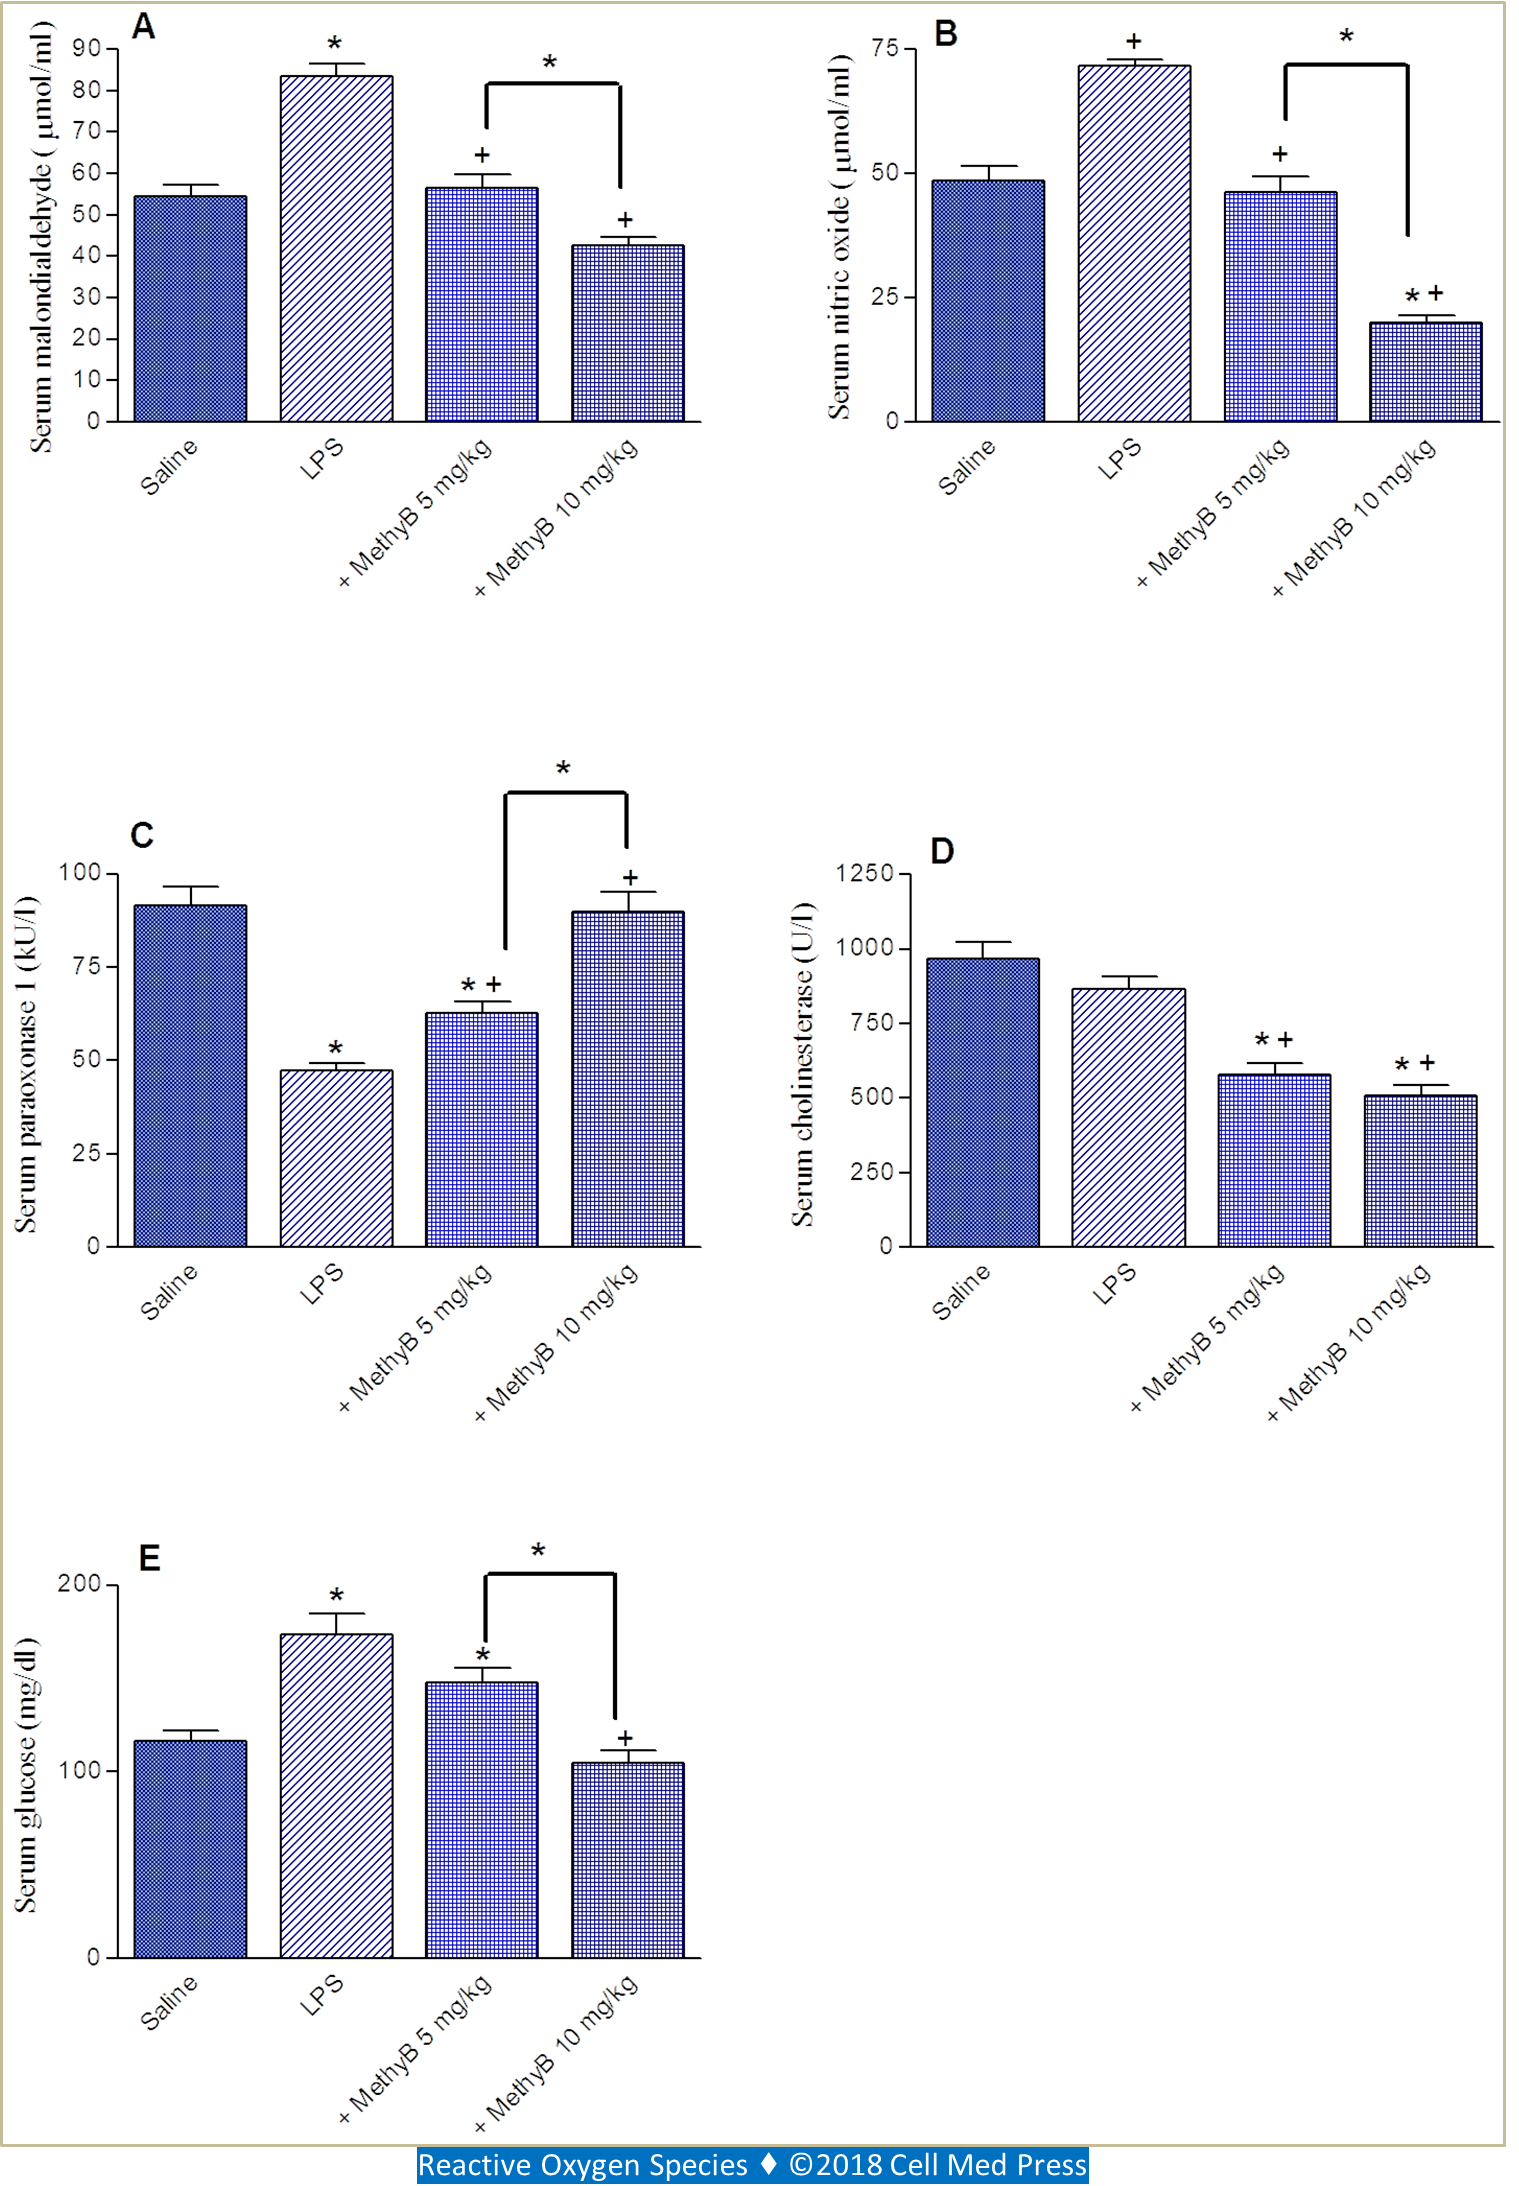 A
Serum malondialdehyde ( μmol/ml)
90
80
70
60
50
40
30
20
10
0
*
+
+
*
Saline
LPS
+ MethyB 5 mg/kg
+ MethyB 10 mg/kg
B
Serum nitric oxide ( μmol/ml)
75
50
25
0
+
+
* +
*
Saline
LPS
+ MethyB 5 mg/kg
+ MethyB 10 mg/kg
C
Serum paraoxonase 1 (kU/l)
100
75
50
25
0
*
* +
+
*
Saline
LPS
+ MethyB 5 mg/kg
+ MethyB 10 mg/kg
D
Serum cholinesterase (U/l)
1250
1000
750
500
250
0
* +
* +
Saline
LPS
+ MethyB 5 mg/kg
+ MethyB 10 mg/kg
E
Serum glucose (mg/dl)
200
100
0
*
*
+
*
Saline
LPS
+ MethyB 5 mg/kg
+ MethyB 10 mg/kg
Reactive Oxygen Species ♦ ©2018 Cell Med Press